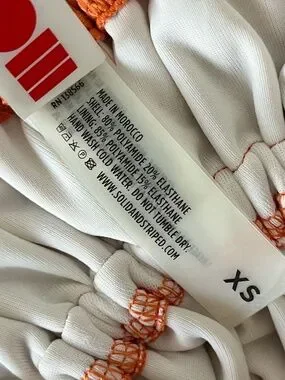 RN 150566
MADE IN MOROCCO
SHELL: 80% POLYAMIDE 20% ELASTHANE
LINING: 85% POLYAMIDE 15% ELASTHANE
HAND WASH COLD WATER. DO NOT TUMBLE DRY.
WWW.SOLIDANDSTRIPED.COM
XS